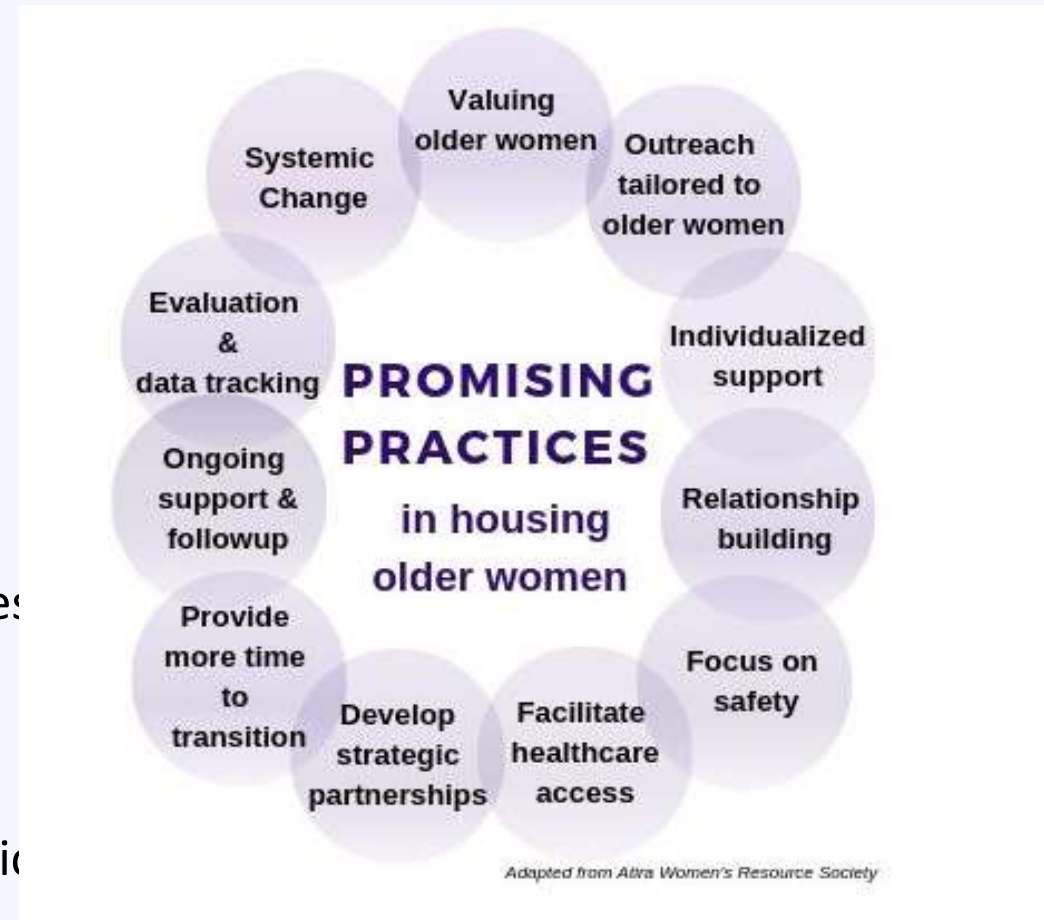 Valuing
older women
Outreach
tailored to
older women
Individualized
support
Relationship
building
Focus on
safety
Facilitate
healthcare
access
Develop
strategic
partnerships
Provide
more time
to
transition
Ongoing
support &
followup
Evaluation
&
data tracking
Systemic
Change
PROMISING
PRACTICES
in housing
older women
Adapted from Atira Women's Resource Society